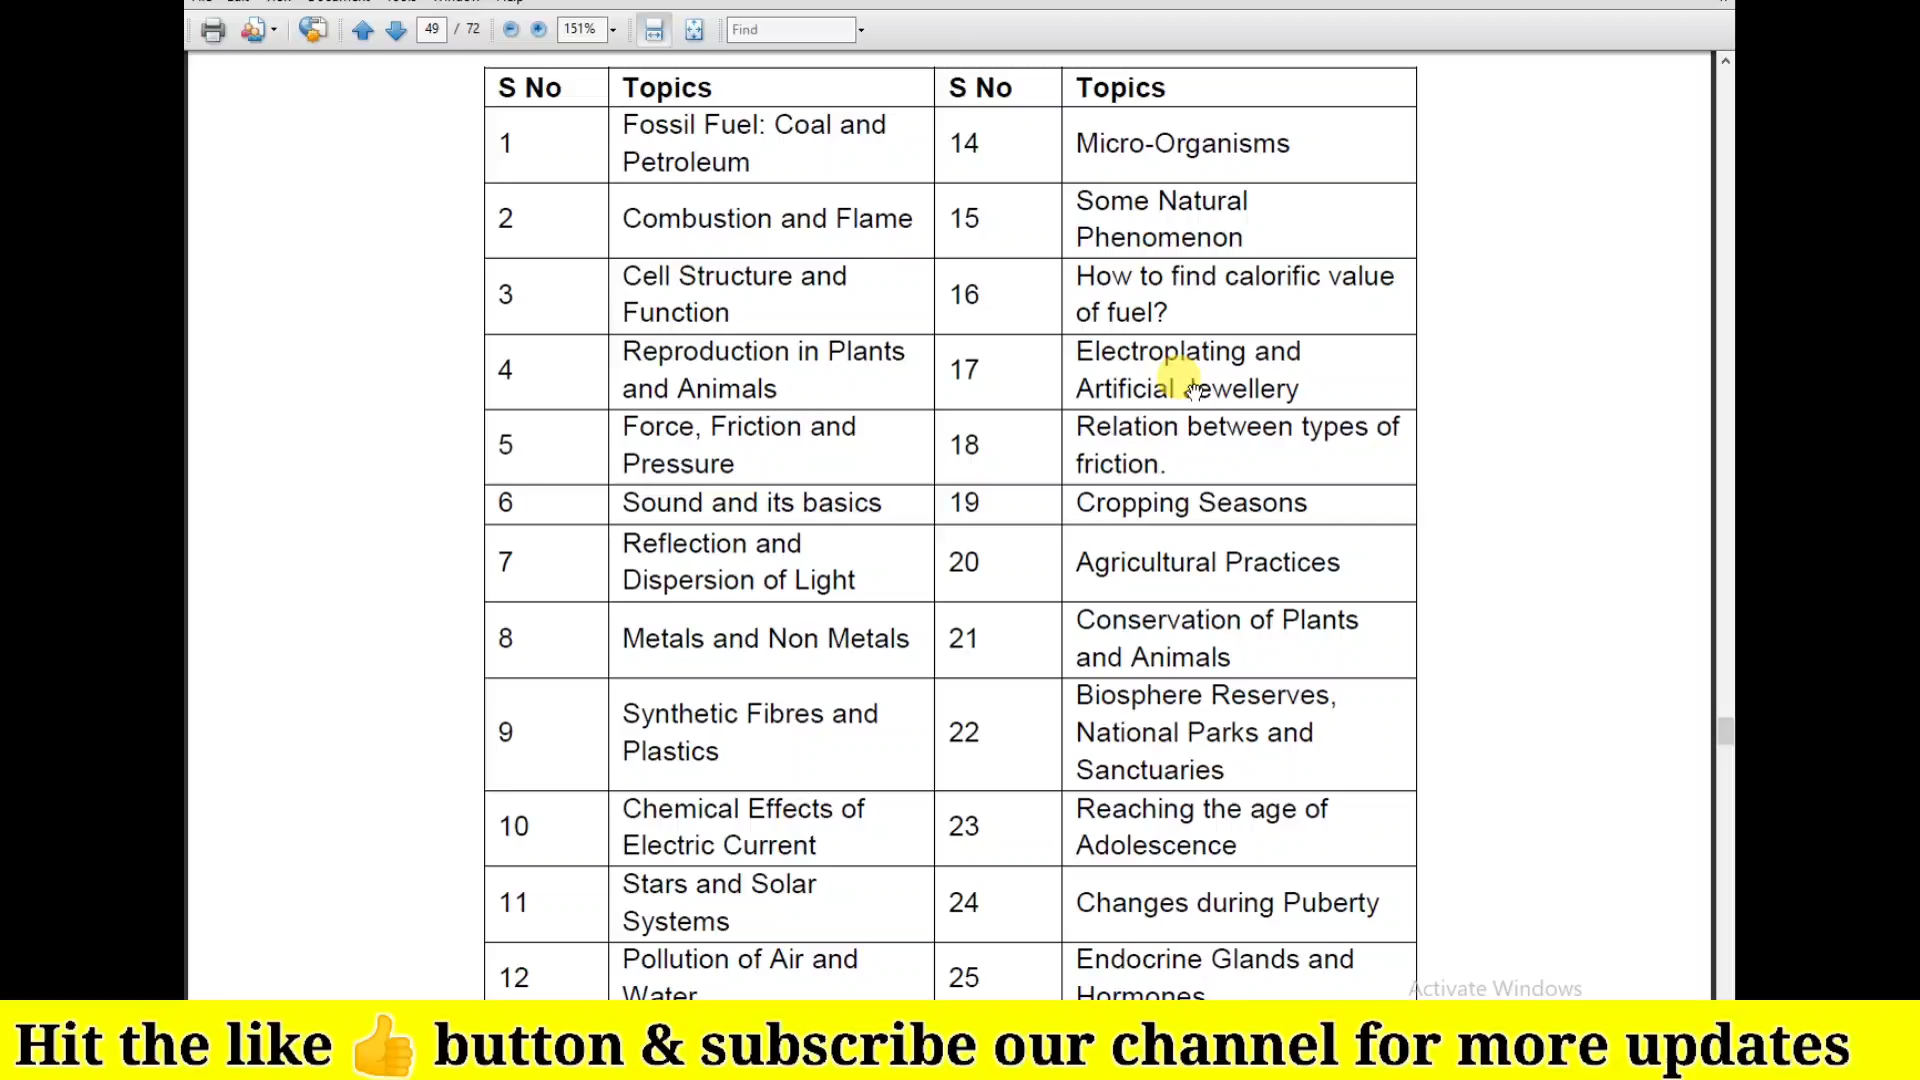 49 / 72 151% Find
S No Topics S No Topics
1 Fossil Fuel: Coal and Petroleum 14 Micro-Organisms
2 Combustion and Flame 15 Some Natural Phenomenon
3 Cell Structure and Function 16 How to find calorific value of fuel?
4 Reproduction in Plants and Animals 17 Electroplating and Artificial Jewellery
5 Force, Friction and Pressure 18 Relation between types of friction.
6 Sound and its basics 19 Cropping Seasons
7 Reflection and Dispersion of Light 20 Agricultural Practices
8 Metals and Non Metals 21 Conservation of Plants and Animals
9 Synthetic Fibres and Plastics 22 Biosphere Reserves, National Parks and Sanctuaries
10 Chemical Effects of Electric Current 23 Reaching the age of Adolescence
11 Stars and Solar Systems 24 Changes during Puberty
12 Pollution of Air and Water 25 Endocrine Glands and Hormones
Activate Windows
Hit the like 👍 button & subscribe our channel for more updates